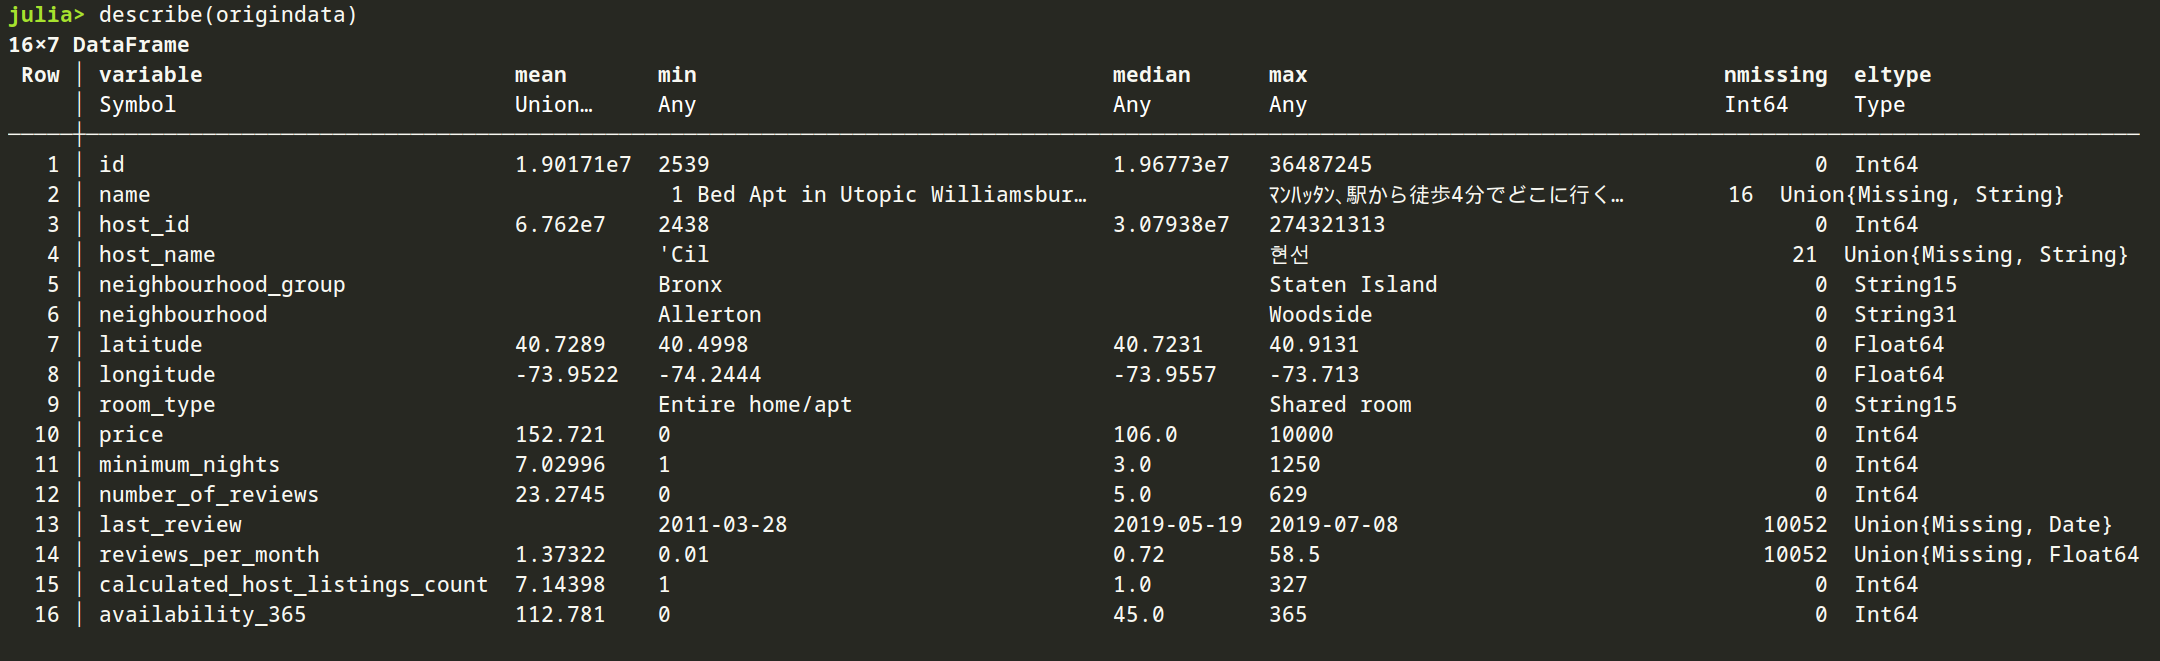 julia> describe(origindata)
16×7 DataFrame
Row │ variable mean min median max nmissing eltype
│ Symbol Union… Any Any Any Int64 Type
1 │ id 1.90171e7 2539 1.96773e7 36487245 0 Int64
2 │ name 1 Bed Apt in Utopic Williamsbur… ﾏﾝﾊｯﾀﾝ､駅から徒歩4分でどこに行く… 16 Union{Missing, String}
3 │ host_id 6.762e7 2438 3.07938e7 274321313 0 Int64
4 │ host_name 'Cil 현선 21 Union{Missing, String}
5 │ neighbourhood_group Bronx Staten Island 0 String15
6 │ neighbourhood Allerton Woodside 0 String31
7 │ latitude 40.7289 40.4998 40.7231 40.9131 0 Float64
8 │ longitude -73.9522 -74.2444 -73.9557 -73.713 0 Float64
9 │ room_type Entire home/apt Shared room 0 String15
10 │ price 152.721 0 106.0 10000 0 Int64
11 │ minimum_nights 7.02996 1 3.0 1250 0 Int64
12 │ number_of_reviews 23.2745 0 5.0 629 0 Int64
13 │ last_review 2011-03-28 2019-05-19 2019-07-08 10052 Union{Missing, Date}
14 │ reviews_per_month 1.37322 0.01 0.72 58.5 10052 Union{Missing, Float64
15 │ calculated_host_listings_count 7.14398 1 1.0 327 0 Int64
16 │ availability_365 112.781 0 45.0 365 0 Int64